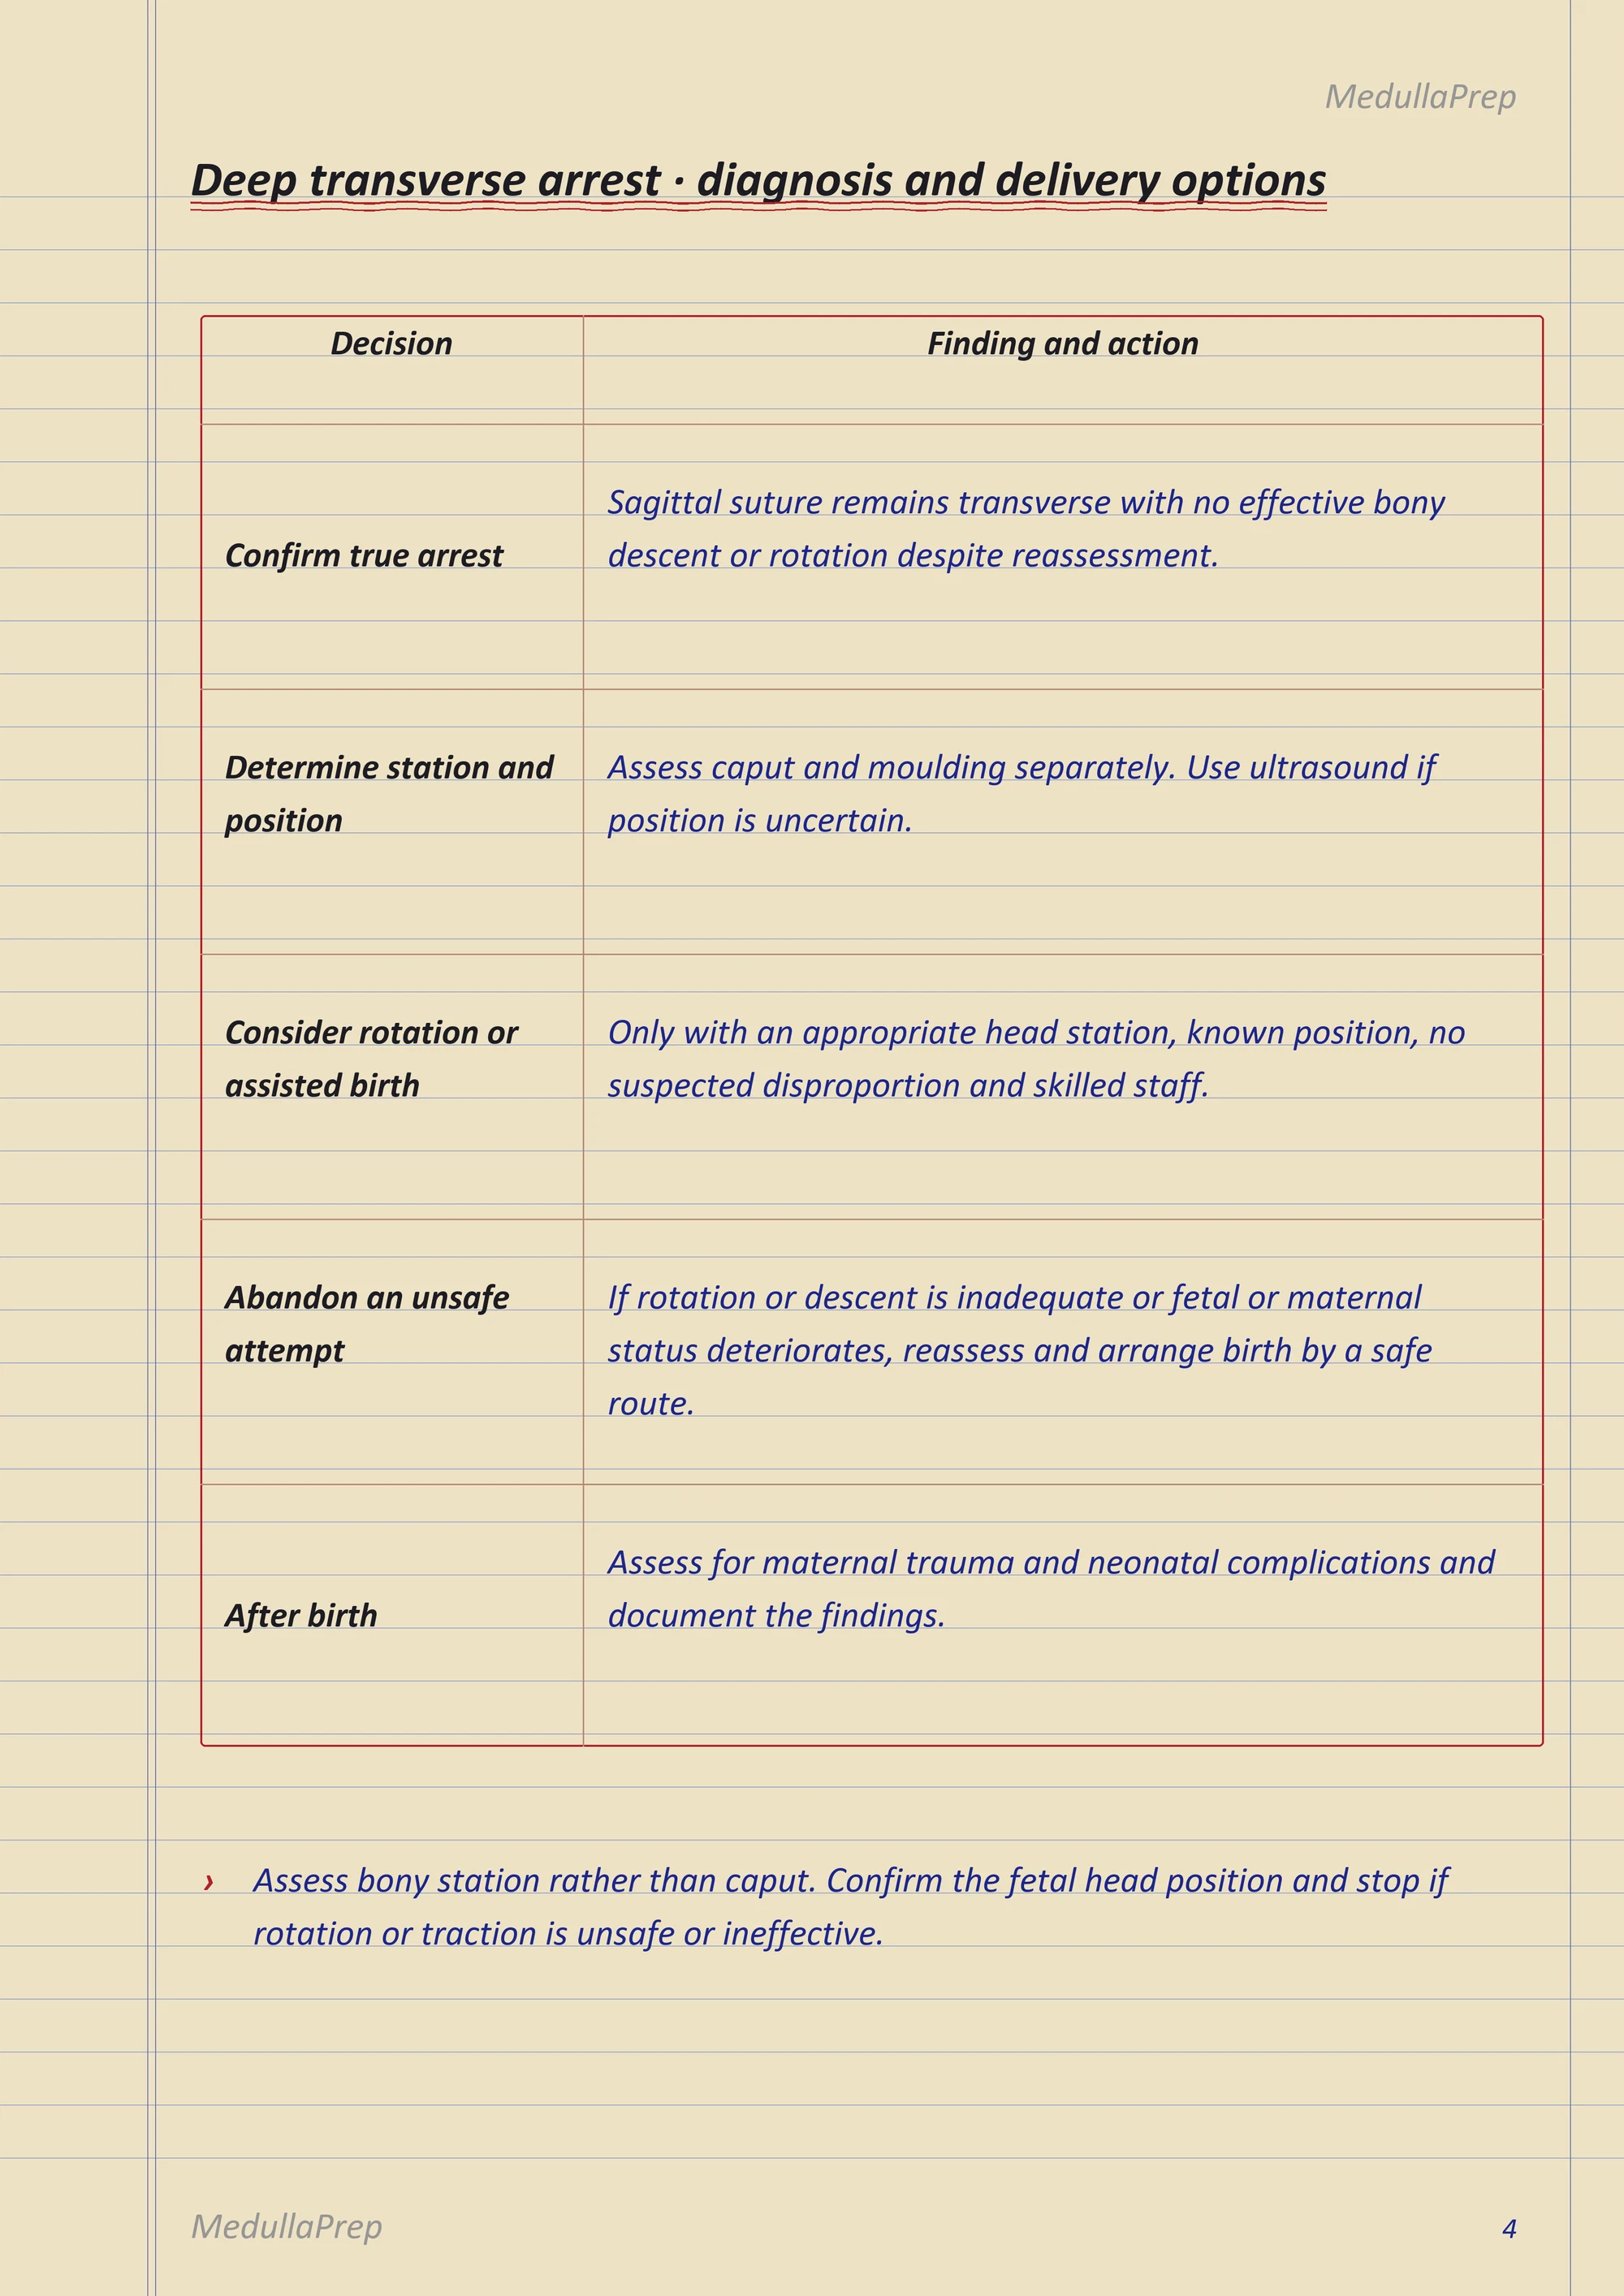 MedullaPrep
Deep transverse arrest · diagnosis and delivery options
Decision
Finding and action
Confirm true arrest
Sagittal suture remains transverse with no effective bony
descent or rotation despite reassessment.
Determine station and
position
Assess caput and moulding separately. Use ultrasound if
position is uncertain.
Consider rotation or
assisted birth
Only with an appropriate head station, known position, no
suspected disproportion and skilled staff.
Abandon an unsafe
attempt
If rotation or descent is inadequate or fetal or maternal
status deteriorates, reassess and arrange birth by a safe
route.
After birth
Assess for maternal trauma and neonatal complications and
document the findings.
› Assess bony station rather than caput. Confirm the fetal head position and stop if
rotation or traction is unsafe or ineffective.
MedullaPrep
4